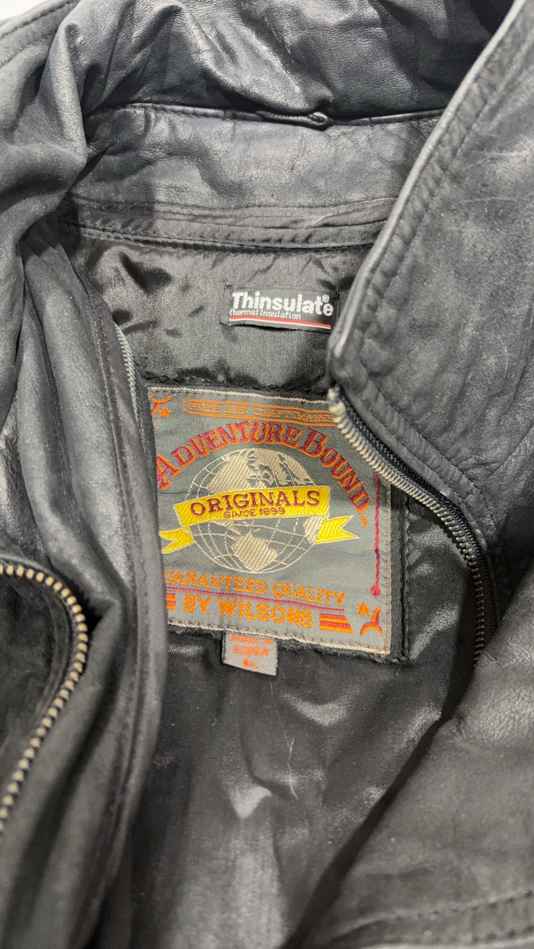 Thinsulate®
thermal insulation
ADVENTURE BOUND
ORIGINALS
SINCE 1899
GUARANTEED QUALITY
BY WILSONS